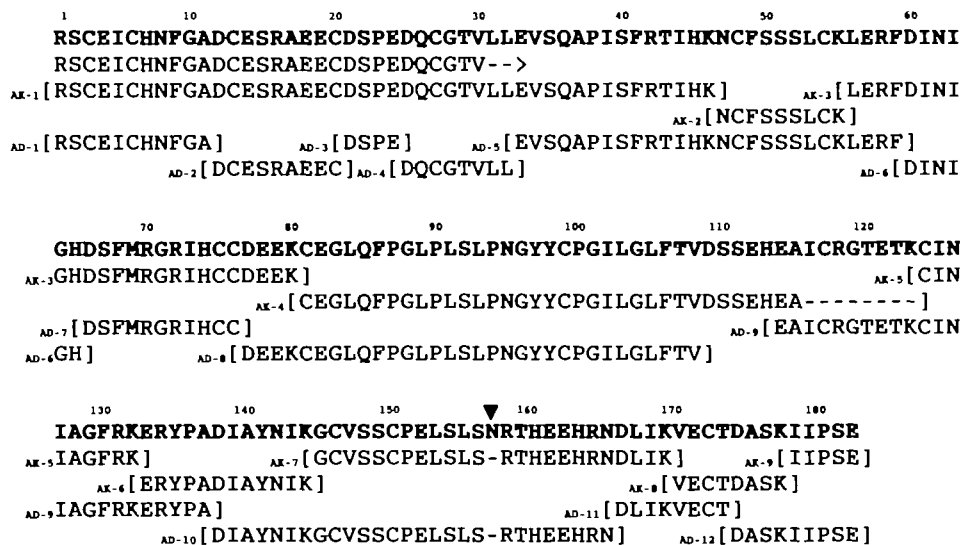 1 10 20 30 40 50 60
RSCEICHNFGADCESRAEECDSPEDQCGTVLLEVSQAPISFRTIHKNCFSSSLCKLERFDINI
RSCEICHNFGADCESRAEECDSPEDQCGTV-->
AK-1[RSCEICHNFGADCESRAEECDSPEDQCGTVLLEVSQAPISFRTIHK] AK-3[LERFDINI
AK-2[NCFSSSLCK]
AD-1[RSCEICHNFGA] AD-3[DSPE] AD-5[EVSQAPISFRTIHKNCFSSSLCKLERF]
AD-2[DCESRAEEC] AD-4[DQCGTVLL] AD-6[DINI
70 80 90 100 110 120
GHDSFMRGRIHCCDEEKCEGLQFPGLPLSLPNGYYCPGILGLFTVDSSEHEAICRGTETKCIN
AK-3GHDSFMRGRIHCCDEEK] AK-5[CIN
AK-4[CEGLQFPGLPLSLPNGYYCPGILGLFTVDSSEHEA--------]
AD-7[DSFMRGRIHCC] AD-9[EAICRGTETKCIN
AD-6GH] AD-8[DEEKCEGLQFPGLPLSLPNGYYCPGILGLFTV]
130 140 150 160 170 180
IAGFRKERYPADIAYNIKGCVSSCPELSLSNRTHEEHRNDLIKVECTDASKIIPSE
AK-5IAGFRK] AK-7[GCVSSCPELSLS-RTHEEHRNDLIK] AK-9[IIPSE]
AK-6[ERYPADIAYNIK] AK-8[VECTDASK]
AD-9IAGFRKERYPA] AD-11[DLIKVECT]
AD-10[DIAYNIKGCVSSCPELSLS-RTHEEHRN] AD-12[DASKIIPSE]